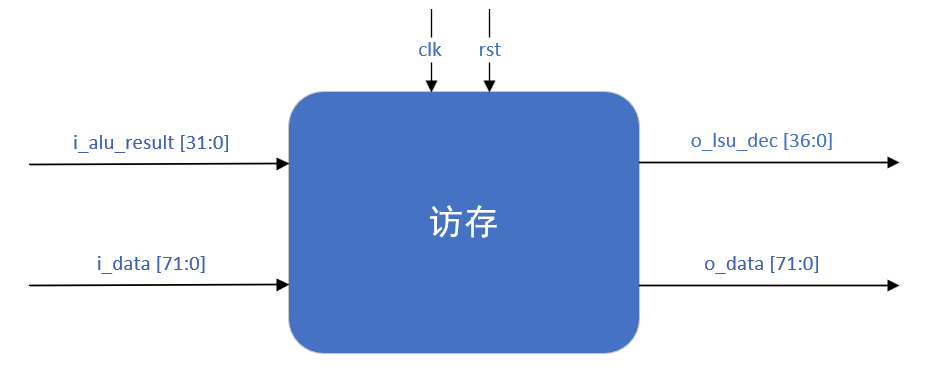 clk
rst
i_alu_result [31:0]
o_lsu_dec [36:0]
访存
i_data [71:0]
o_data [71:0]